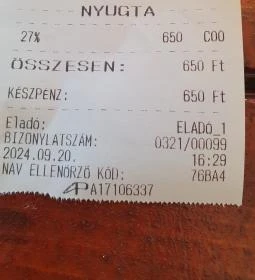 NYUGTA
27% 650 C00
ÖSSZESEN: 650 Ft
KÉSZPÉNZ: 650 Ft
Eladó: ELADÓ_1
BIZONYLATSZÁM: 0321/00099
2024.09.20. 16:29
NAV ELLENŐRZŐ KÓD: 76BA4
AP A17106337